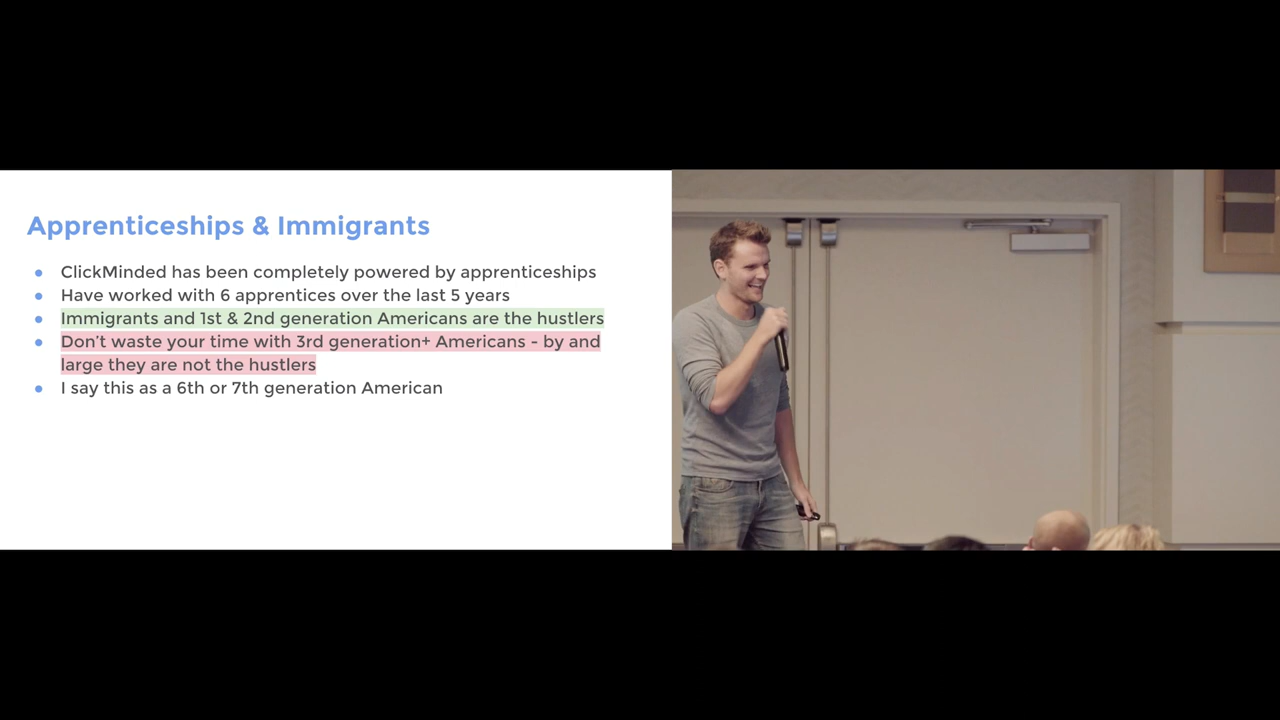 Apprenticeships & Immigrants
● ClickMinded has been completely powered by apprenticeships
● Have worked with 6 apprentices over the last 5 years
● Immigrants and 1st & 2nd generation Americans are the hustlers
● Don't waste your time with 3rd generation+ Americans - by and
large they are not the hustlers
● I say this as a 6th or 7th generation American